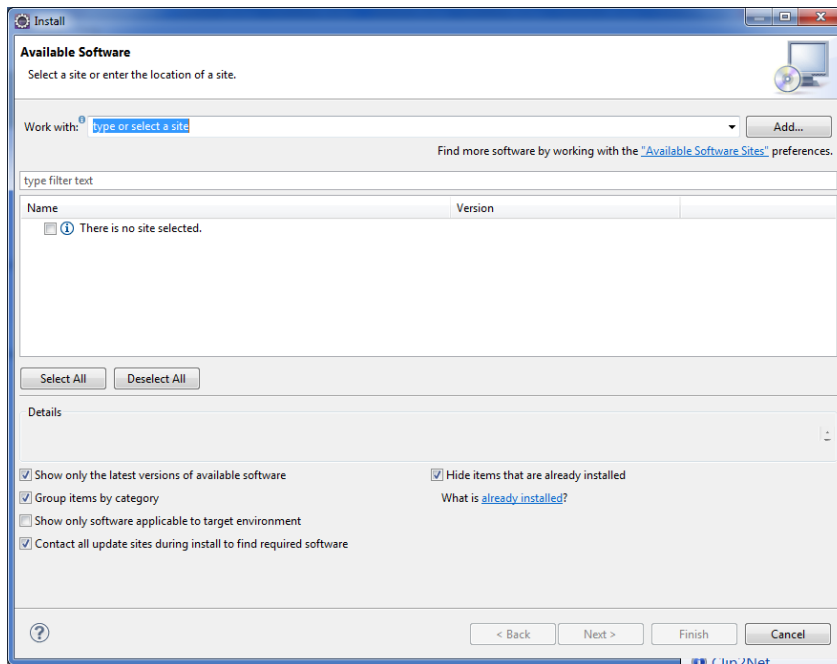 Install
Available Software
Select a site or enter the location of a site.
Work with: type or select a site Add...
Find more software by working with the "Available Software Sites" preferences.
type filter text
Name Version
There is no site selected.
Select All Deselect All
Details
Show only the latest versions of available software Hide items that are already installed
Group items by category What is already installed?
Show only software applicable to target environment
Contact all update sites during install to find required software
< Back Next > Finish Cancel
Clip2Net